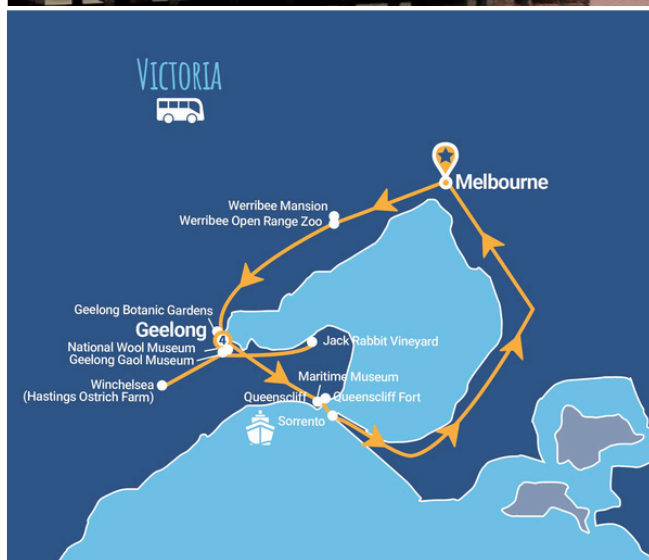 VICTORIA
Melbourne
Werribee Mansion
Werribee Open Range Zoo
Geelong Botanic Gardens
Geelong
4
National Wool Museum
Geelong Gaol Museum
Jack Rabbit Vineyard
Winchelsea
(Hastings Ostrich Farm)
Maritime Museum
Queenscliff
Queenscliff Fort
Sorrento